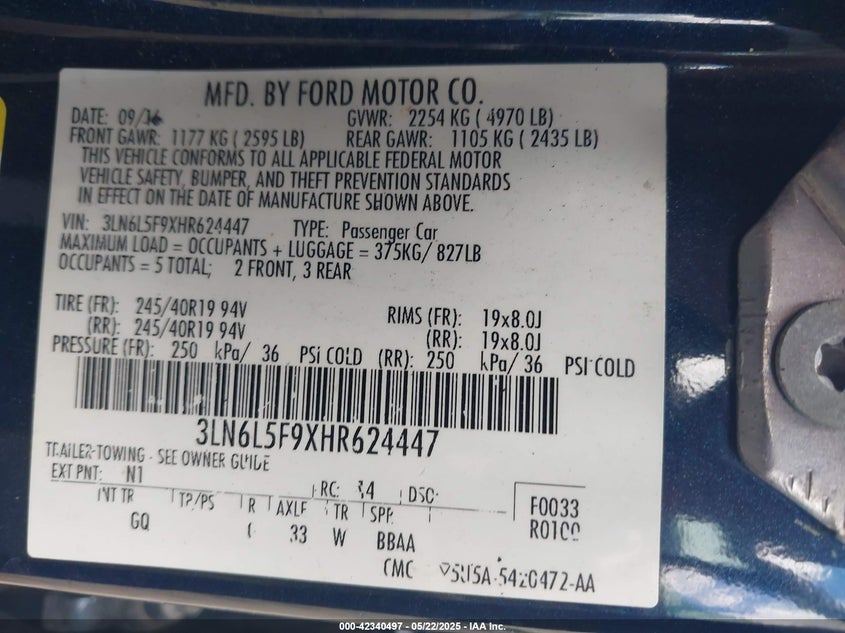 MFD. BY FORD MOTOR CO.
DATE: 09/16 GVWR: 2254 KG ( 4970 LB)
FRONT GAWR: 1177 KG ( 2595 LB) REAR GAWR: 1105 KG ( 2435 LB)
THIS VEHICLE CONFORMS TO ALL APPLICABLE FEDERAL MOTOR
VEHICLE SAFETY, BUMPER, AND THEFT PREVENTION STANDARDS
IN EFFECT ON THE DATE OF MANUFACTURE SHOWN ABOVE.
VIN: 3LN6L5F9XHR624447 TYPE: Passenger Car
MAXIMUM LOAD = OCCUPANTS + LUGGAGE = 375KG/ 827LB
OCCUPANTS = 5 TOTAL; 2 FRONT, 3 REAR
TIRE (FR): 245/40R19 94V RIMS (FR): 19x8.0J
(RR): 245/40R19 94V (RR): 19x8.0J
PRESSURE (FR): 250 kPa/ 36 PSI COLD (RR): 250 kPa/ 36 PSI COLD
3LN6L5F9XHR624447
TRAILER-TOWING - SEE OWNER GUIDE
EXT PNT: N1 RC: 54 DSO:
INT TR TP/PS R AXLE TR SPR F0033
GQ 33 W BBAA
CMC
000-42340497 - 05/22/2025 - IAA Inc.